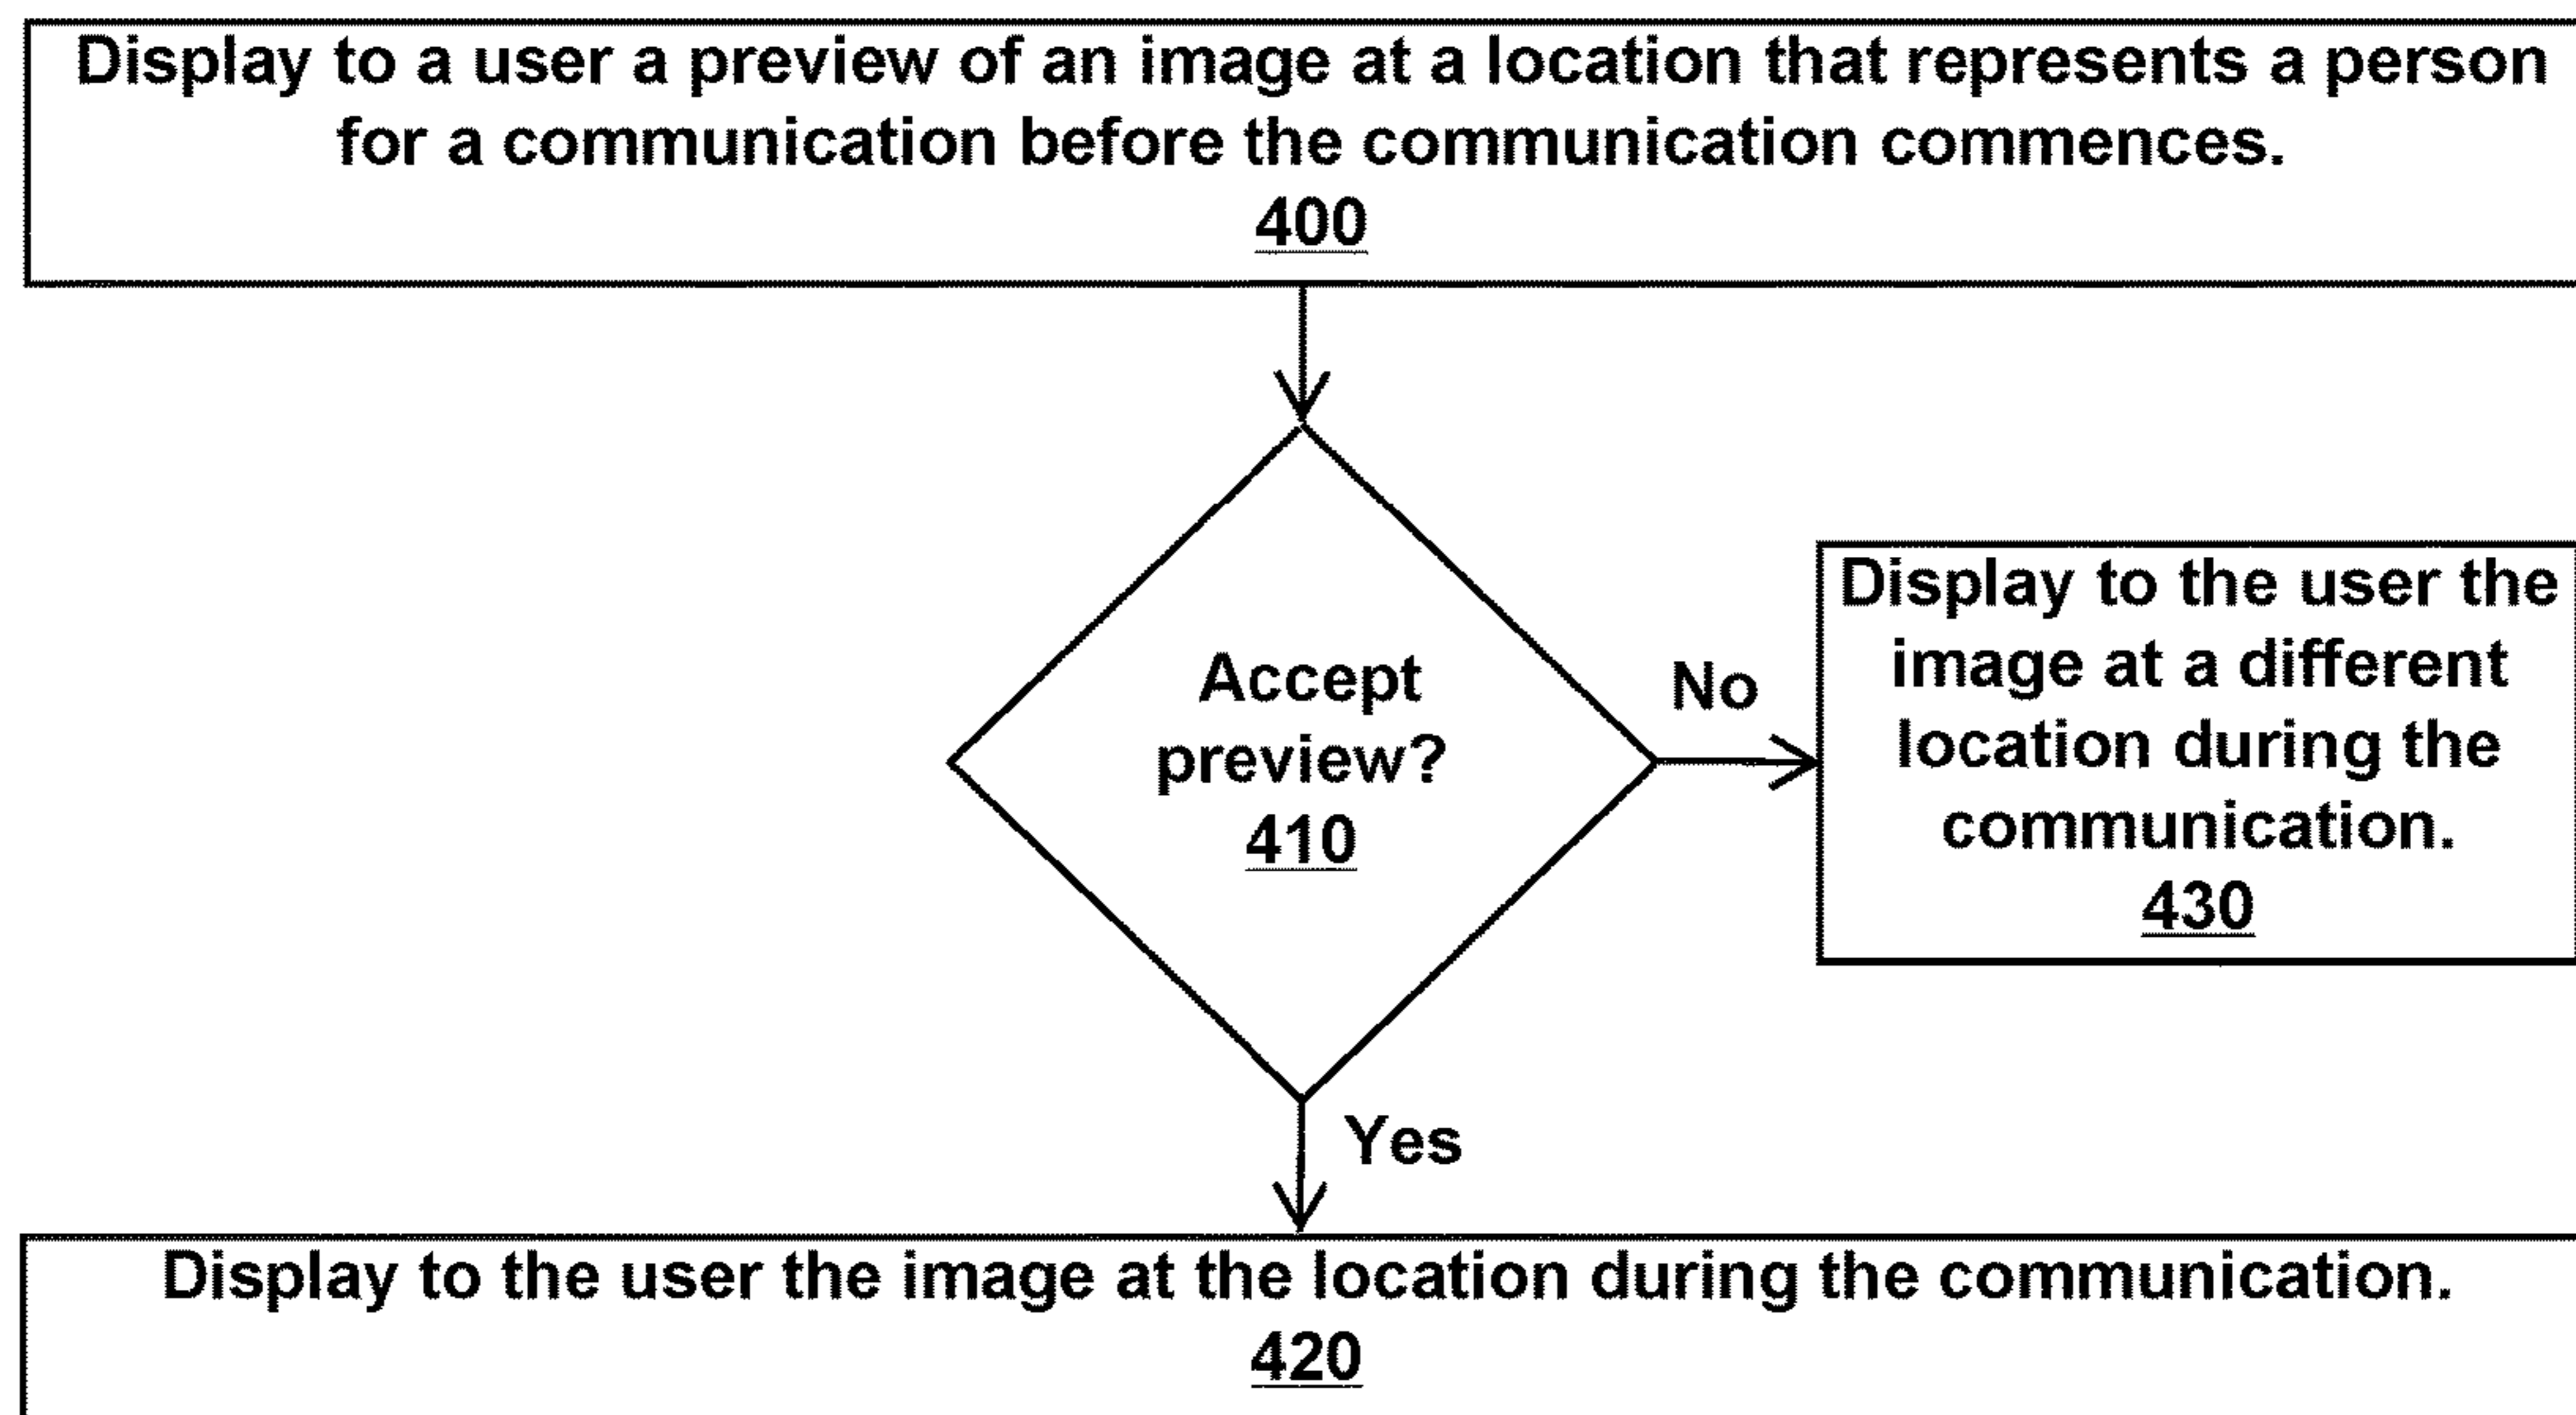 Display to a user a preview of an image at a location that represents a person
for a communication before the communication commences.
400
Accept
preview?
410
No
Display to the user the
image at a different
location during the
communication.
430
Yes
Display to the user the image at the location during the communication.
420